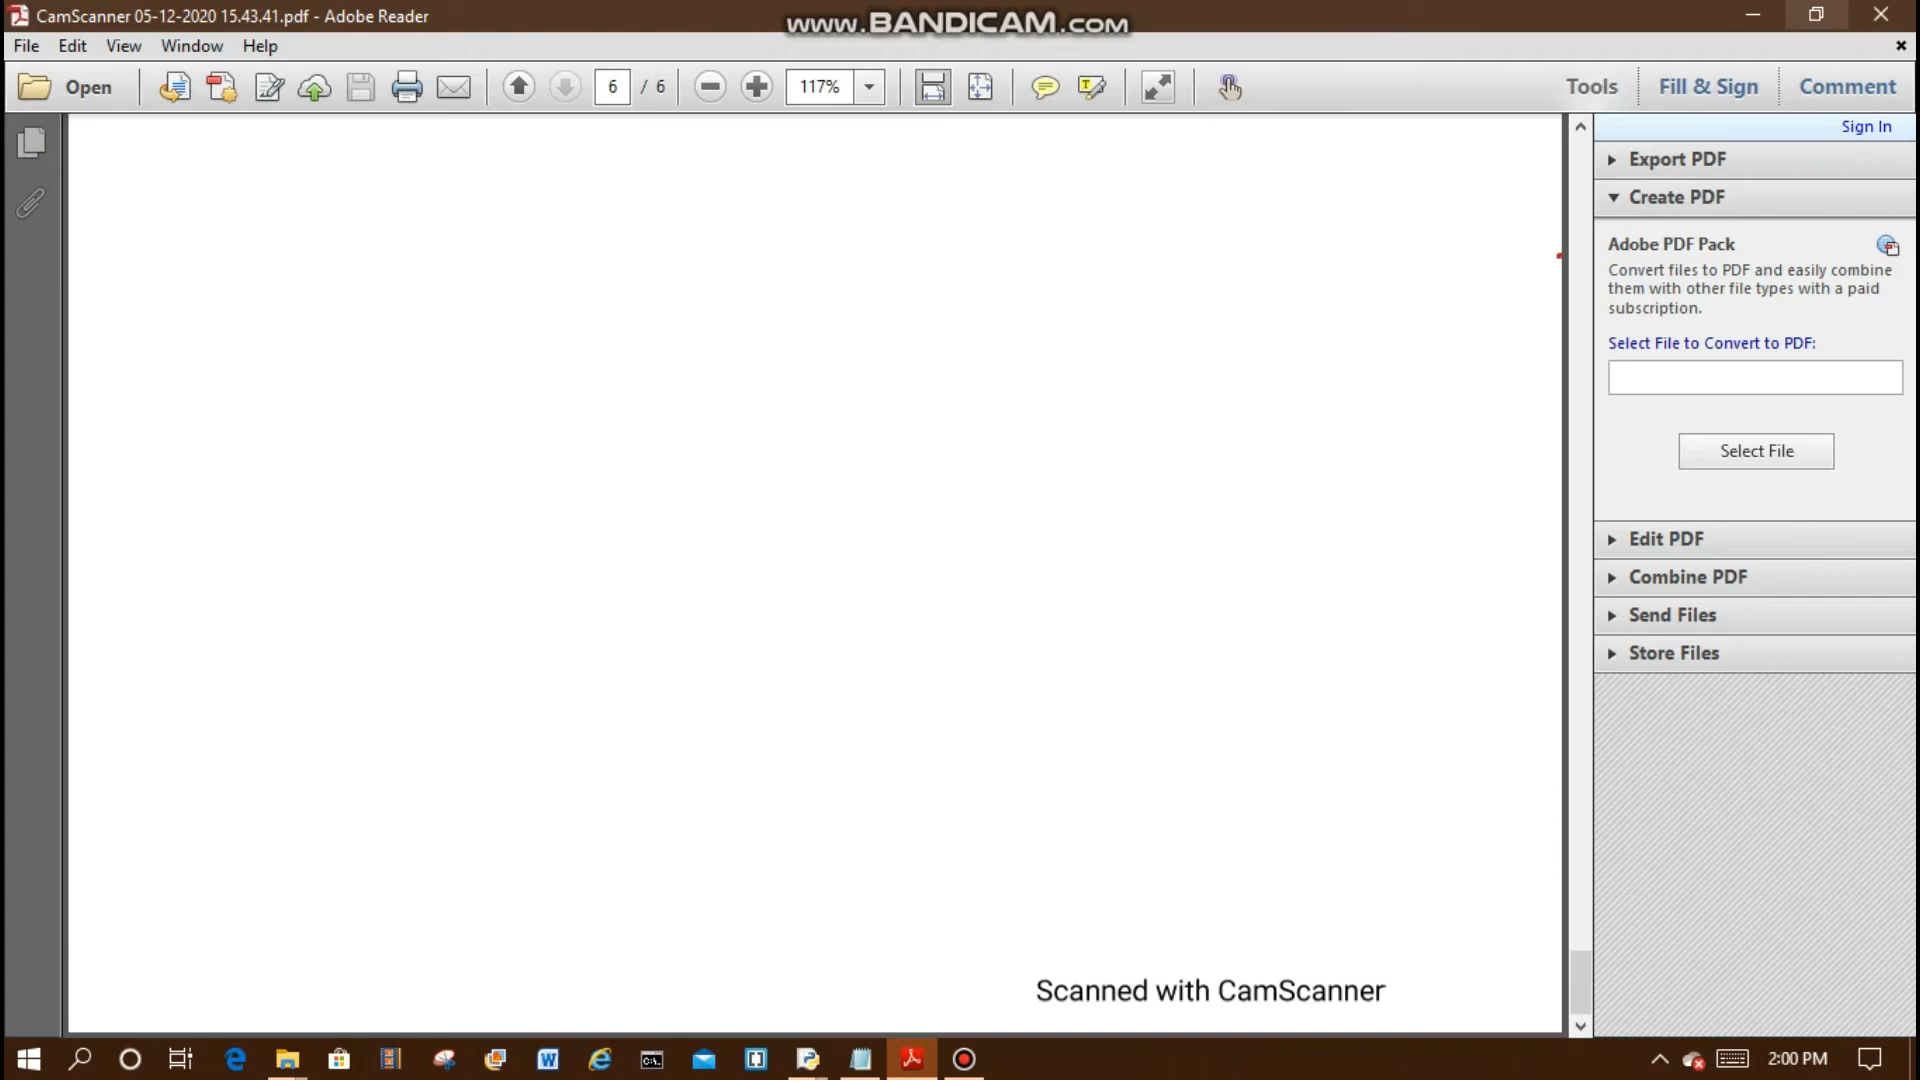 CamScanner 05-12-2020 15.43.41.pdf - Adobe Reader
www.BANDICAM.com
File Edit View Window Help
Open 6 / 6 117% Tools Fill & Sign Comment
Sign In
Export PDF
Create PDF
Adobe PDF Pack
Convert files to PDF and easily combine
them with other file types with a paid
subscription.
Select File to Convert to PDF:
Select File
Edit PDF
Combine PDF
Send Files
Store Files
Scanned with CamScanner
2:00 PM